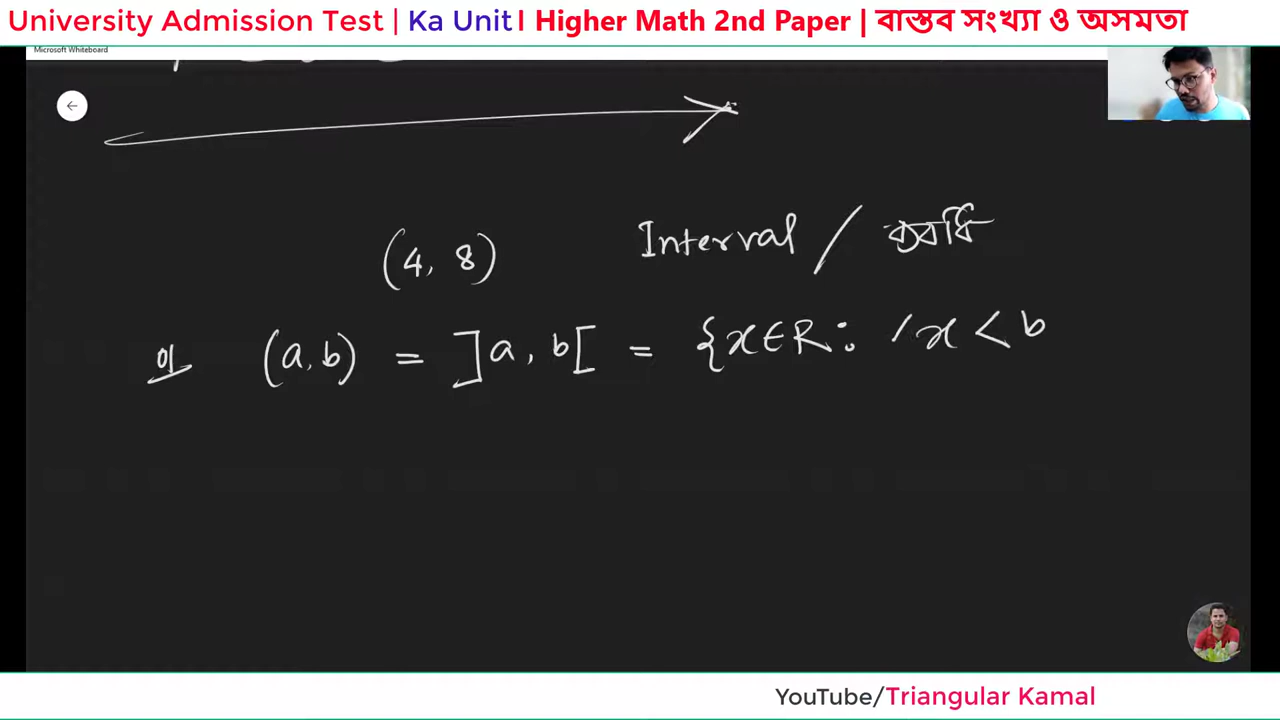 University Admission Test | Ka Unit। Higher Math 2nd Paper | বাস্তব সংখ্যা ও অসমতা
Microsoft Whiteboard
(4, 8) Interval / ব্যবধি
(a, b) = ]a, b[ = {x∈R: /x < b
YouTube/Triangular Kamal